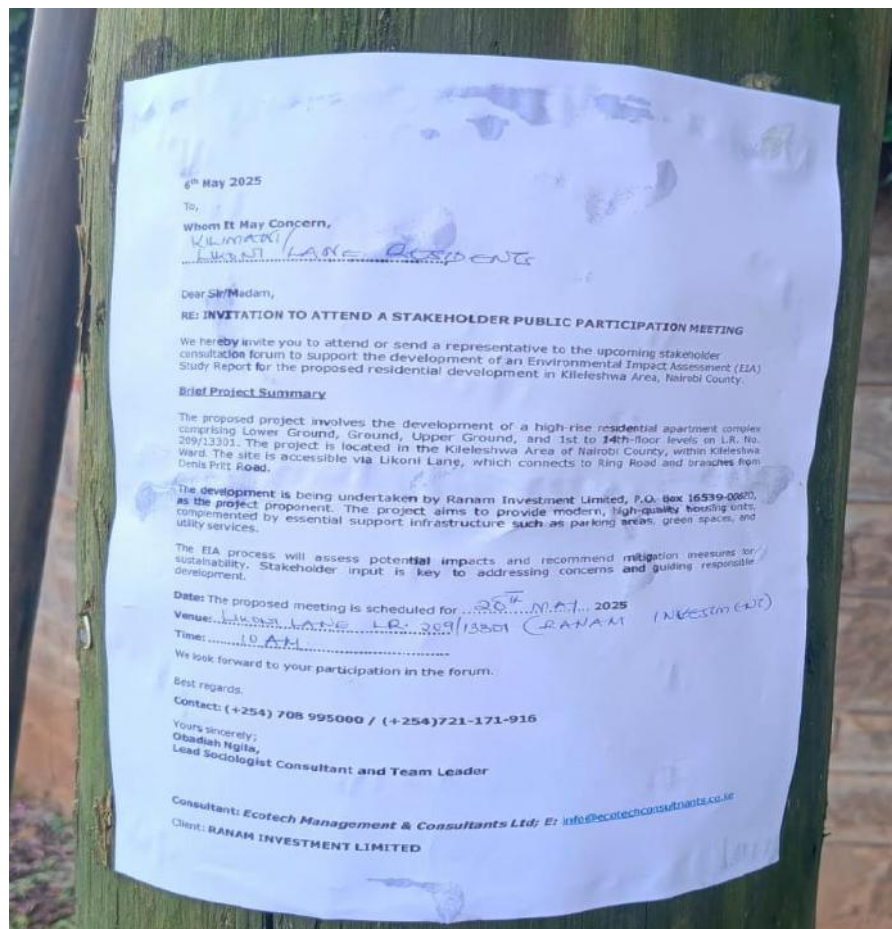 6th May 2025
To,
Whom It May Concern,
KILIMANI/
LIKONI LANE RESIDENTS
Dear Sir/Madam,
RE: INVITATION TO ATTEND A STAKEHOLDER PUBLIC PARTICIPATION MEETING
We hereby invite you to attend or send a representative to the upcoming stakeholder
consultation forum to support the development of an Environmental Impact Assessment (EIA)
Study Report for the proposed residential development in Kileleshwa Area, Nairobi County.
Brief Project Summary
The proposed project involves the development of a high-rise residential apartment complex
comprising Lower Ground, Ground, Upper Ground, and 1st to 14th-floor levels on L.R. No.
209/13301. The project is located in the Kileleshwa Area of Nairobi County, within Kileleshwa
Ward. The site is accessible via Likoni Lane, which connects to Ring Road and branches from
Denis Pritt Road.
The development is being undertaken by Ranam Investment Limited, P.O. Box 16539-00620,
as the project proponent. The project aims to provide modern, high-quality housing units,
complemented by essential support infrastructure such as parking areas, green spaces, and
utility services.
The EIA process will assess potential impacts and recommend mitigation measures for
sustainability. Stakeholder input is key to addressing concerns and guiding responsible
development.
Date: The proposed meeting is scheduled for 20th MAY 2025
Venue: LIKONI LANE LR. 209/13301 (RANAM INVESTMENT)
Time: 10 AM
We look forward to your participation in the forum.
Best regards.
Contact: (+254) 708 995000 / (+254)721-171-916
Yours sincerely;
Obadiah Ngila,
Lead Sociologist Consultant and Team Leader
Consultant: Ecotech Management & Consultants Ltd; E: info@ecotechconsultnants.co.ke
Client: RANAM INVESTMENT LIMITED